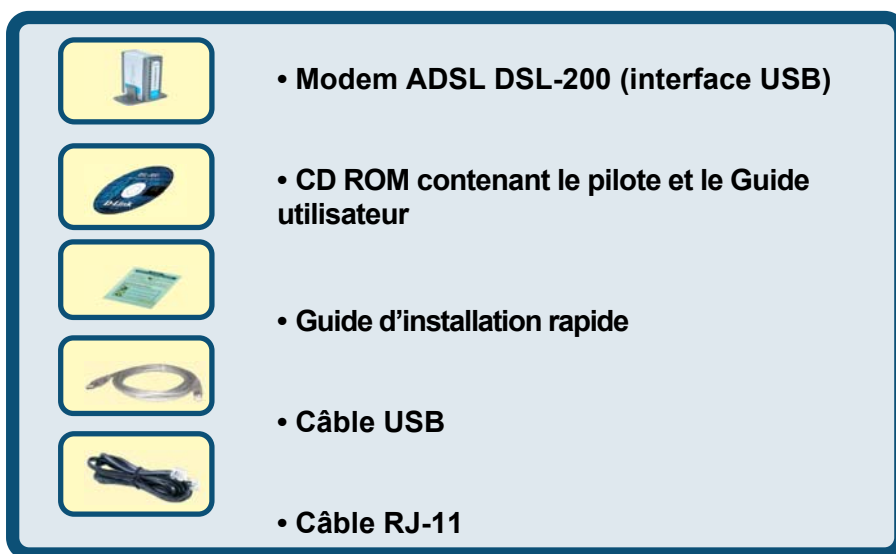 • Modem ADSL DSL-200 (interface USB)
• CD ROM contenant le pilote et le Guide
utilisateur
D-Link
• Guide d’installation rapide
• Câble USB
• Câble RJ-11